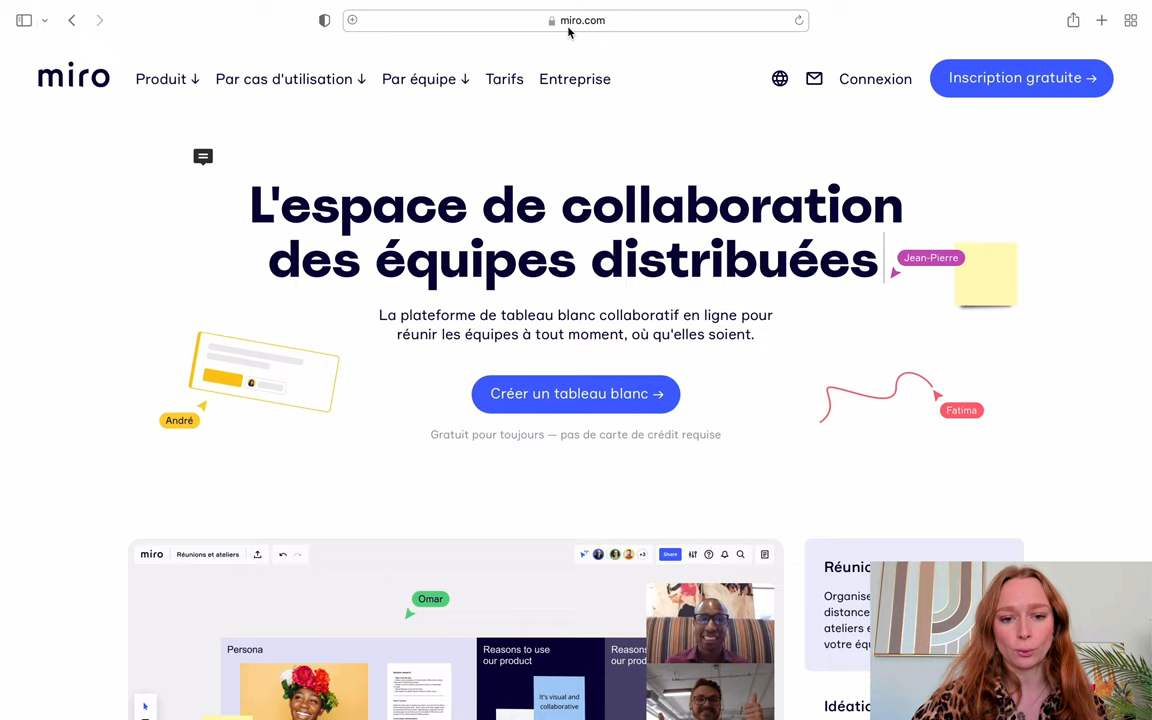 miro.com
miro
Produit ↓
Par cas d'utilisation ↓
Par équipe ↓
Tarifs
Entreprise
Connexion
Inscription gratuite →
L'espace de collaboration
des équipes distribuées
Jean-Pierre
La plateforme de tableau blanc collaboratif en ligne pour
réunir les équipes à tout moment, où qu'elles soient.
André
Créer un tableau blanc →
Fatima
Gratuit pour toujours — pas de carte de crédit requise
miro
Réunions et ateliers
+3
Share
Omar
Persona
Reasons to use
our product
Reasons
our prod
it's visual and
collaborative
Réunio
Organise
distance
ateliers e
votre équ
Idéatio